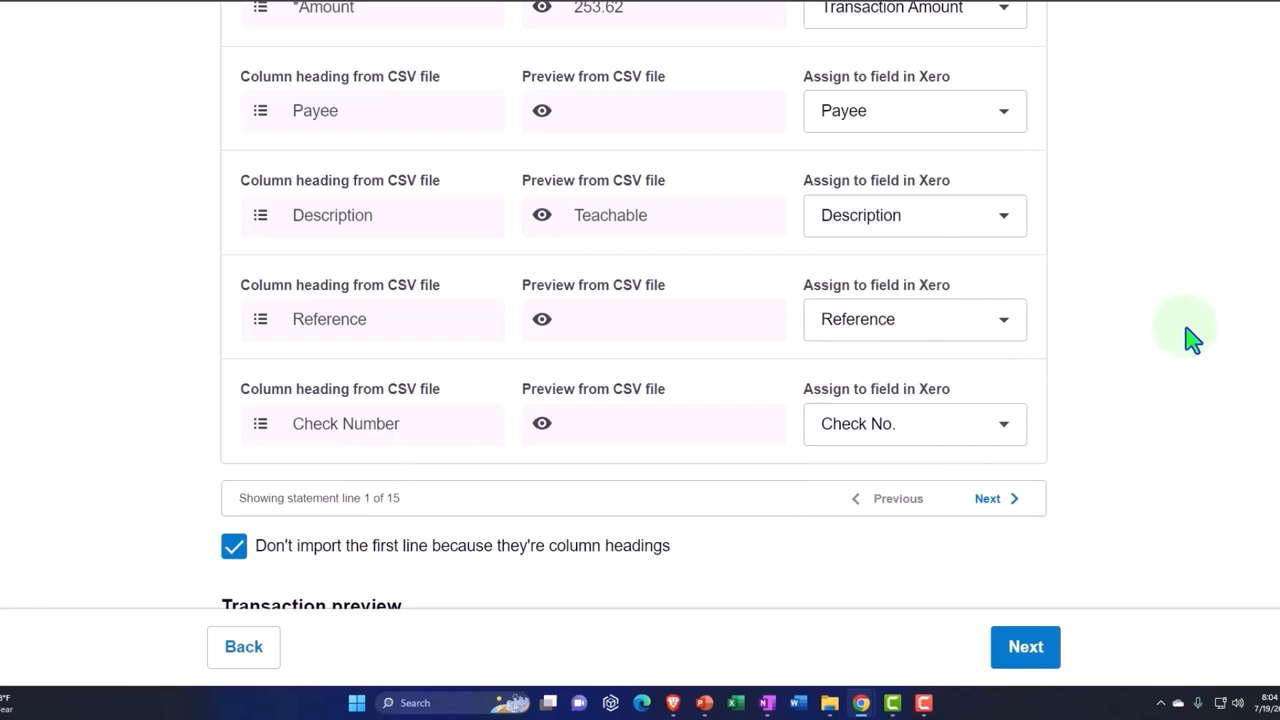 *Amount 253.62 Transaction Amount
Column heading from CSV file Preview from CSV file Assign to field in Xero
Payee Payee
Column heading from CSV file Preview from CSV file Assign to field in Xero
Description Teachable Description
Column heading from CSV file Preview from CSV file Assign to field in Xero
Reference Reference
Column heading from CSV file Preview from CSV file Assign to field in Xero
Check Number Check No.
Showing statement line 1 of 15 Previous Next
Don't import the first line because they're column headings
Transaction preview
Back Next
Search
8:04
7/19/2